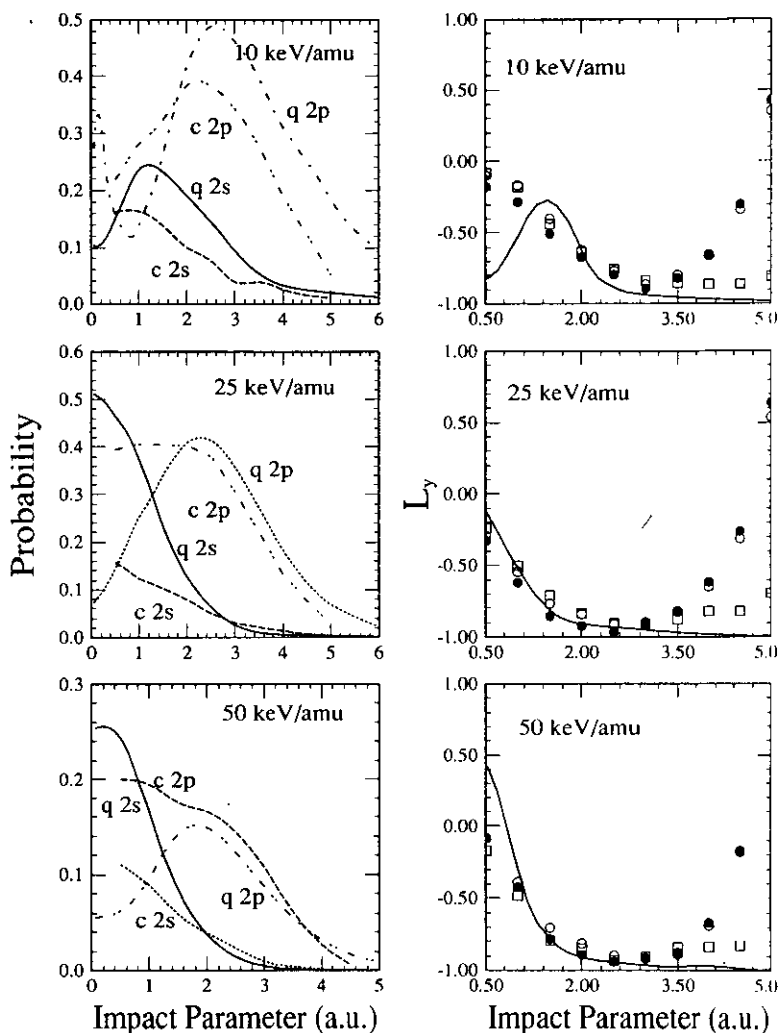 0.5
0.4
0.3
0.2
0.1
0.0
10 keV/amu
q 2p
c 2p
q 2s
c 2s
0 1 2 3 4 5 6
1.00
0.50
0.00
-0.50
-1.00
10 keV/amu
0.50 2.00 3.50 5.0
0.6
0.5
0.4
0.3
0.2
0.1
0.0
25 keV/amu
q 2p
c 2p
q 2s
c 2s
0 1 2 3 4 5 6
Probability
1.00
0.50
0.00
-0.50
-1.00
25 keV/amu
0.50 2.00 3.50 5.0
Ly
0.3
0.2
0.1
0.0
50 keV/amu
c 2p
q 2s
q 2p
c 2s
0 1 2 3 4 5
Impact Parameter (a.u.)
1.00
0.50
0.00
-0.50
-1.00
50 keV/amu
0.50 2.00 3.50 5.0
Impact Parameter (a.u.)